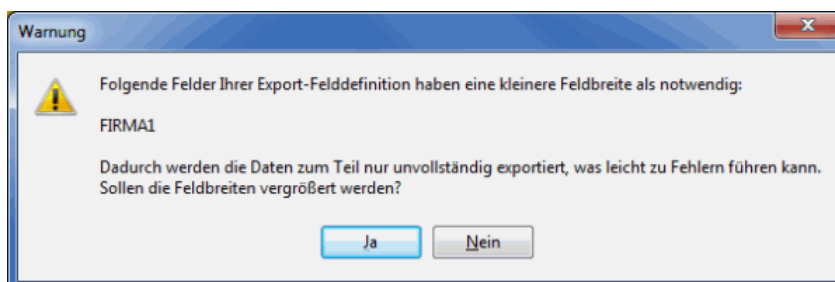 Warnung
Folgende Felder Ihrer Export-Felddefinition haben eine kleinere Feldbreite als notwendig:
FIRMA1
Dadurch werden die Daten zum Teil nur unvollständig exportiert, was leicht zu Fehlern führen kann.
Sollen die Feldbreiten vergrößert werden?
Ja
Nein